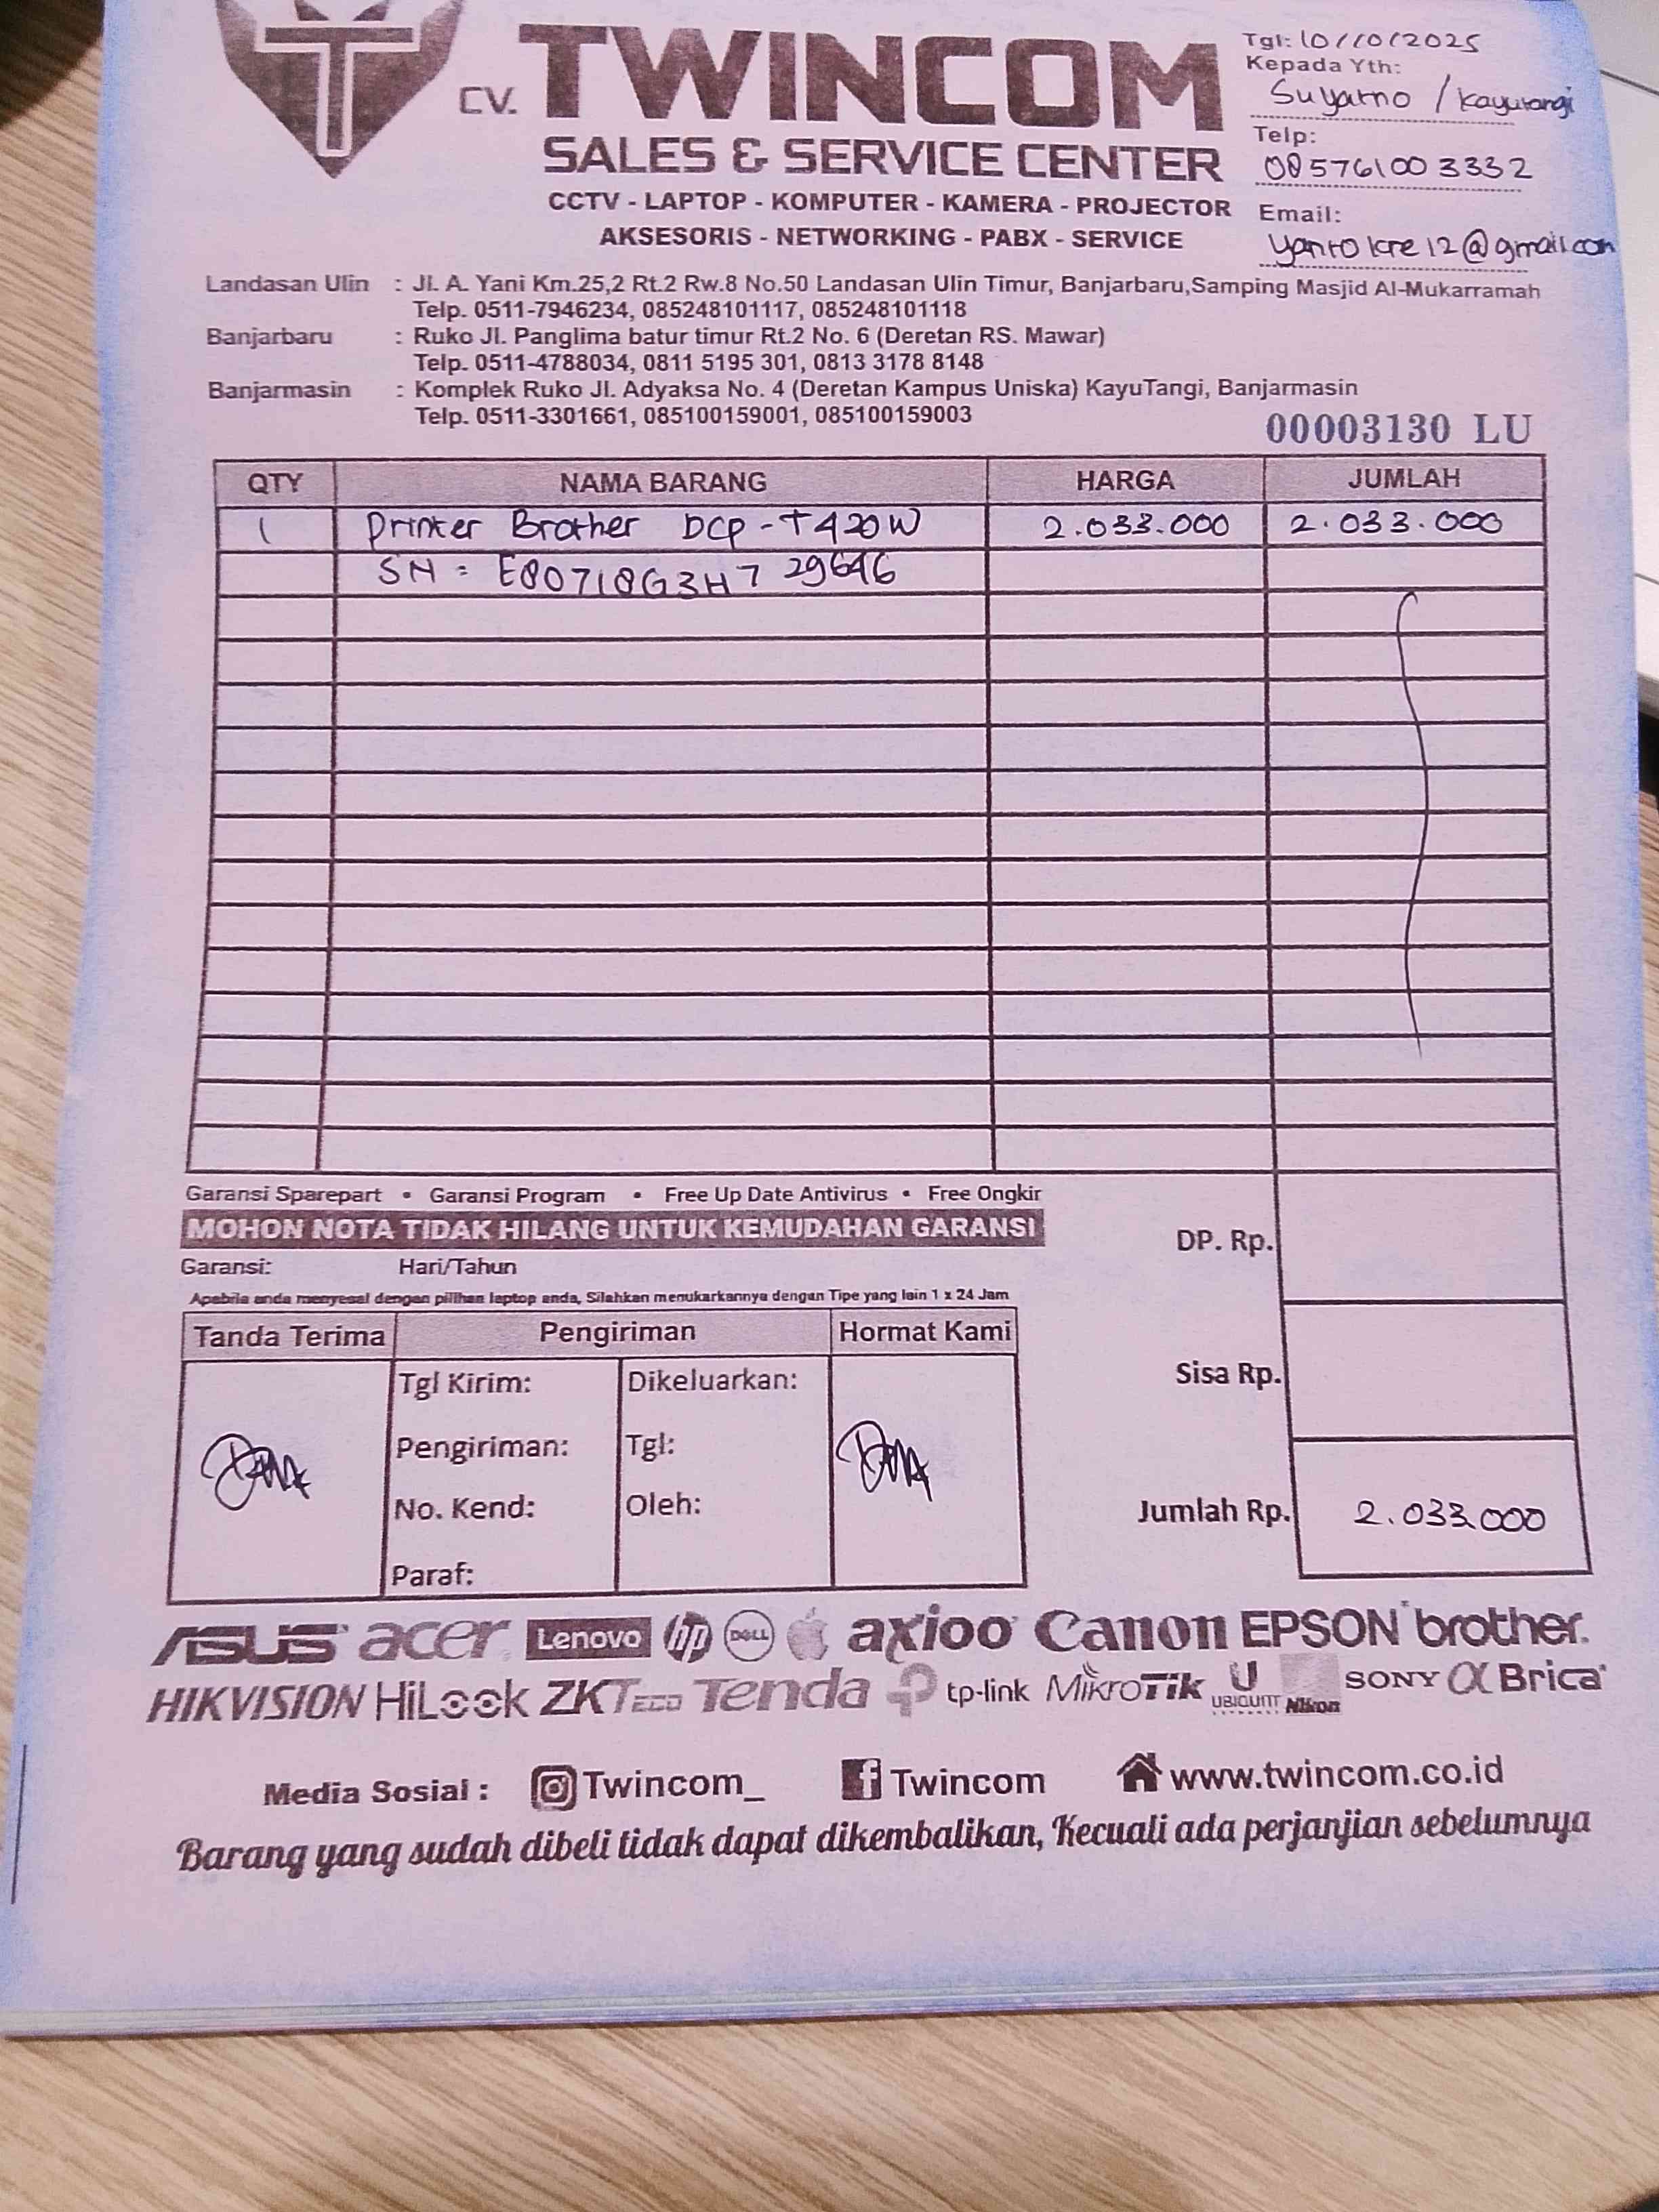 CV. TWINCOM
SALES & SERVICE CENTER
CCTV - LAPTOP - KOMPUTER - KAMERA - PROJECTOR
AKSESORIS - NETWORKING - PABX - SERVICE
Tgl: 10/10/2025
Kepada Yth:
Suyatno / Kayutangi
Telp:
085761003332
Email:
yantokre12@gmail.com
Landasan Ulin : Jl. A. Yani Km.25,2 Rt.2 Rw.8 No.50 Landasan Ulin Timur, Banjarbaru,Samping Masjid Al-Mukarramah
Telp. 0511-7946234, 085248101117, 085248101118
Banjarbaru : Ruko Jl. Panglima batur timur Rt.2 No. 6 (Deretan RS. Mawar)
Telp. 0511-4788034, 0811 5195 301, 0813 3178 8148
Banjarmasin : Komplek Ruko Jl. Adyaksa No. 4 (Deretan Kampus Uniska) KayuTangi, Banjarmasin
Telp. 0511-3301661, 085100159001, 085100159003
00003130 LU
QTY NAMA BARANG HARGA JUMLAH
1 Printer Brother DCP-T420W 2.033.000 2.033.000
SN = E80718G3H729646
Garansi Sparepart • Garansi Program • Free Up Date Antivirus • Free Ongkir
MOHON NOTA TIDAK HILANG UNTUK KEMUDAHAN GARANSI
Garansi: Hari/Tahun
Apabila anda menyesal dengan pilihan laptop anda, Silahkan menukarkannya dengan Tipe yang lain 1 x 24 Jam
DP. Rp.
Tanda Terima Pengiriman Hormat Kami
Tgl Kirim: Dikeluarkan:
Sisa Rp.
Pengiriman: Tgl:
No. Kend: Oleh:
Jumlah Rp. 2.033.000
Paraf:
ASUS acer Lenovo hp DELL axioo Canon EPSON brother.
HIKVISION HiLook ZKTECO Tenda tp-link MikroTik U UBIQUITI Nikon SONY α Brica
Media Sosial : Twincom_ Twincom www.twincom.co.id
Barang yang sudah dibeli tidak dapat dikembalikan, Kecuali ada perjanjian sebelumnya